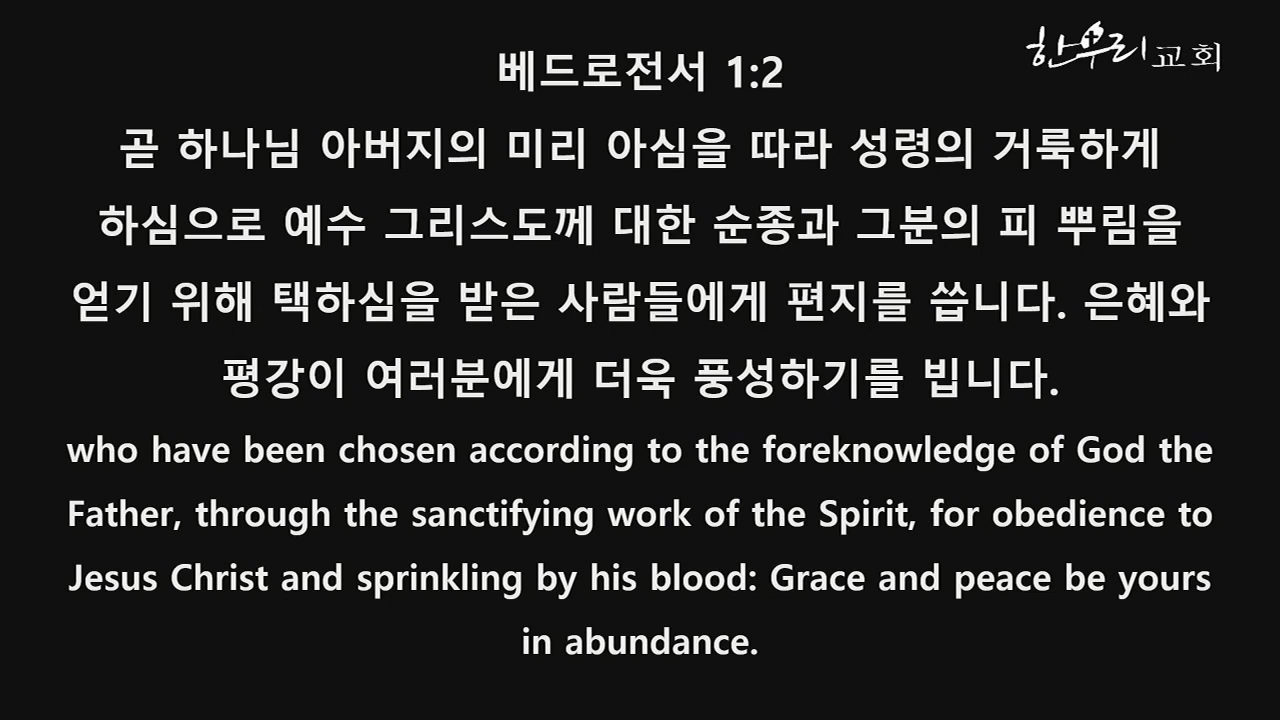 한우리교회
베드로전서 1:2
곧 하나님 아버지의 미리 아심을 따라 성령의 거룩하게
하심으로 예수 그리스도께 대한 순종과 그분의 피 뿌림을
얻기 위해 택하심을 받은 사람들에게 편지를 씁니다. 은혜와
평강이 여러분에게 더욱 풍성하기를 빕니다.
who have been chosen according to the foreknowledge of God the
Father, through the sanctifying work of the Spirit, for obedience to
Jesus Christ and sprinkling by his blood: Grace and peace be yours
in abundance.